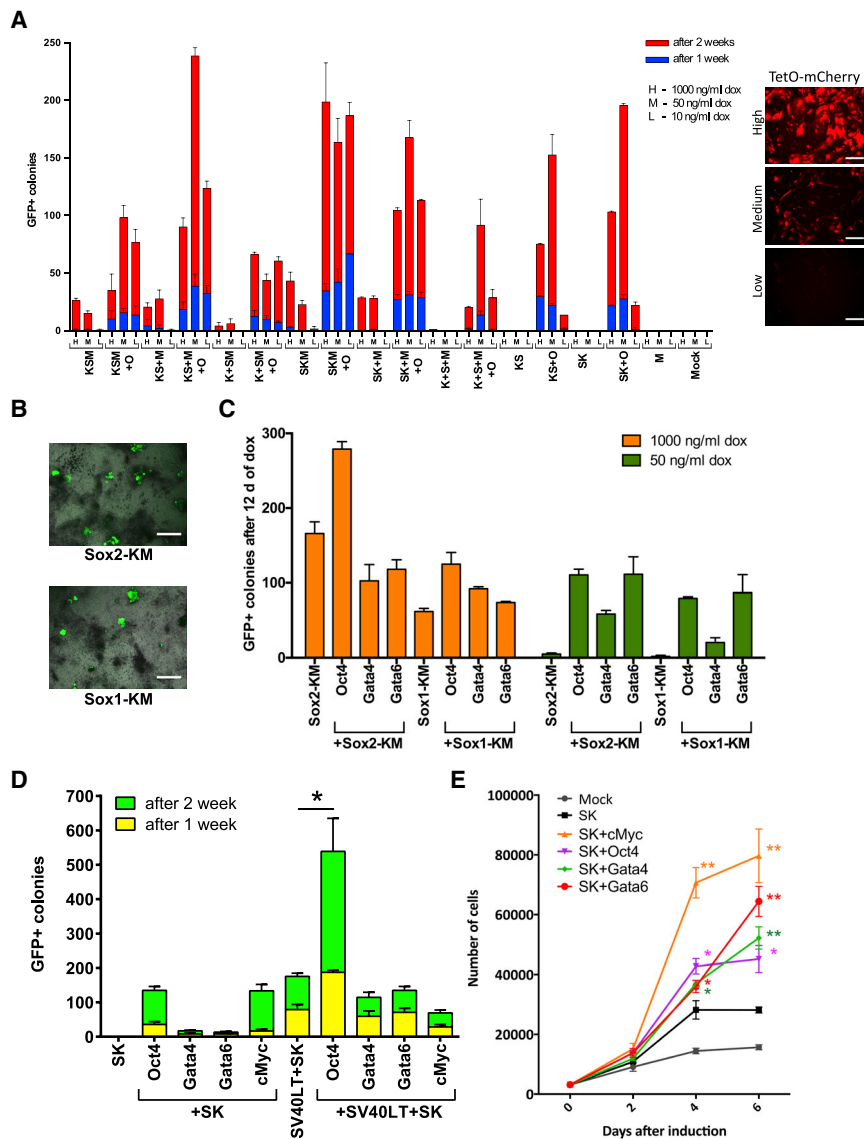 A
GFP+ colonies
250
200
150
100
50
0
after 2 weeks
after 1 week
H - 1000 ng/ml dox
M - 50 ng/ml dox
L - 10 ng/ml dox
H M L H M L H M L H M L H M L H M L H M L H M L H M L H M L H M L H M L H M L H M L H M L H M L H M L H M L
KSM
KSM +O
KS+M
KS+M +O
K+SM
K+SM +O
SKM
SKM +O
SK+M
SK+M +O
K+S+M
K+S+M +O
KS
KS+O
SK
SK+O
M
Mock
TetO-mCherry
High
Medium
Low
B
Sox2-KM
Sox1-KM
C
GFP+ colonies after 12 d of dox
300
200
100
0
1000 ng/ml dox
50 ng/ml dox
Sox2-KM Oct4 Gata4 Gata6 Sox1-KM Oct4 Gata4 Gata6 Sox2-KM Oct4 Gata4 Gata6 Sox1-KM Oct4 Gata4 Gata6
+Sox2-KM +Sox1-KM +Sox2-KM +Sox1-KM
D
GFP+ colonies
700
600
500
400
300
200
100
0
after 2 week
after 1 week
*
SK Oct4 Gata4 Gata6 cMyc SV40LT+SK Oct4 Gata4 Gata6 cMyc
+SK +SV40LT+SK
E
Number of cells
100000
80000
60000
40000
20000
0
Mock
SK
SK+cMyc
SK+Oct4
SK+Gata4
SK+Gata6
** **
**
* **
* *
*
0 2 4 6
Days after induction